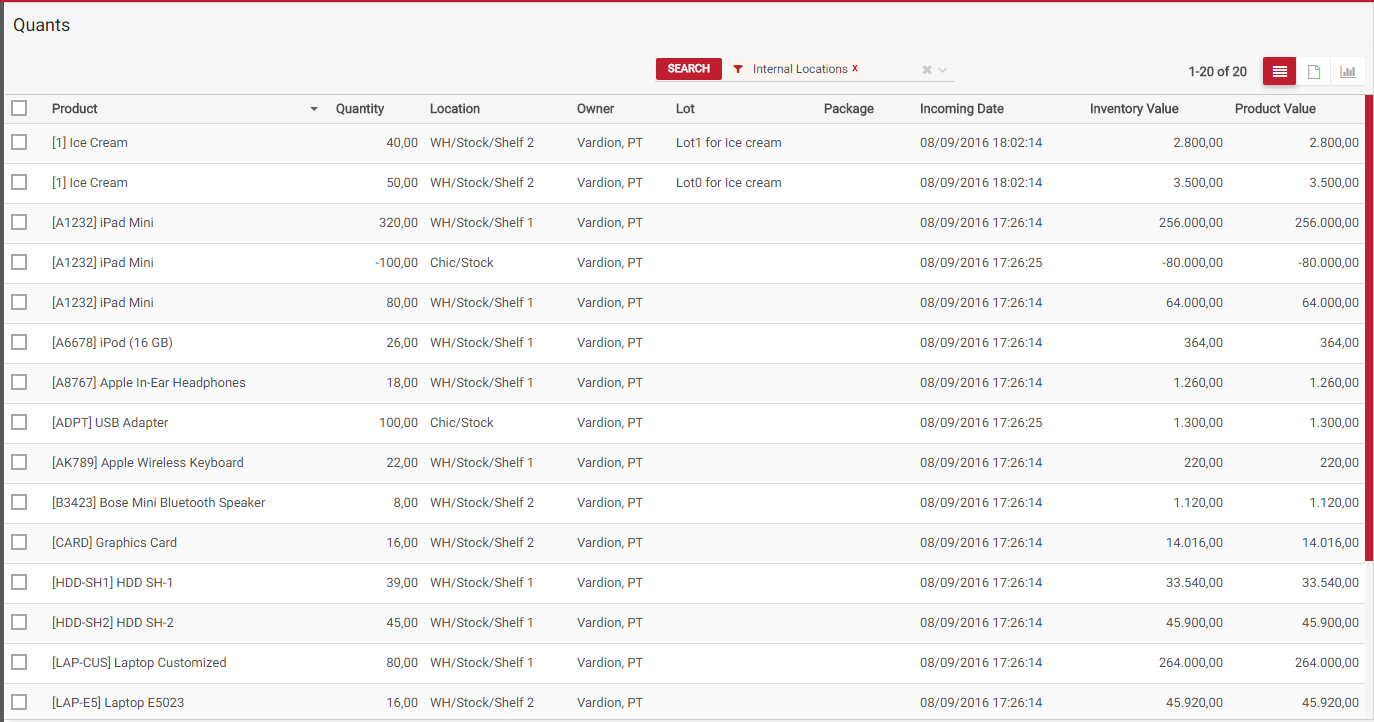 Quants
SEARCH Internal Locations x
1-20 of 20
Product Quantity Location Owner Lot Package Incoming Date Inventory Value Product Value
[1] Ice Cream 40,00 WH/Stock/Shelf 2 Vardion, PT Lot1 for Ice cream 08/09/2016 18:02:14 2.800,00 2.800,00
[1] Ice Cream 50,00 WH/Stock/Shelf 2 Vardion, PT Lot0 for Ice cream 08/09/2016 18:02:14 3.500,00 3.500,00
[A1232] iPad Mini 320,00 WH/Stock/Shelf 1 Vardion, PT 08/09/2016 17:26:14 256.000,00 256.000,00
[A1232] iPad Mini -100,00 Chic/Stock Vardion, PT 08/09/2016 17:26:25 -80.000,00 -80.000,00
[A1232] iPad Mini 80,00 WH/Stock/Shelf 1 Vardion, PT 08/09/2016 17:26:14 64.000,00 64.000,00
[A6678] iPod (16 GB) 26,00 WH/Stock/Shelf 1 Vardion, PT 08/09/2016 17:26:14 364,00 364,00
[A8767] Apple In-Ear Headphones 18,00 WH/Stock/Shelf 1 Vardion, PT 08/09/2016 17:26:14 1.260,00 1.260,00
[ADPT] USB Adapter 100,00 Chic/Stock Vardion, PT 08/09/2016 17:26:25 1.300,00 1.300,00
[AK789] Apple Wireless Keyboard 22,00 WH/Stock/Shelf 1 Vardion, PT 08/09/2016 17:26:14 220,00 220,00
[B3423] Bose Mini Bluetooth Speaker 8,00 WH/Stock/Shelf 2 Vardion, PT 08/09/2016 17:26:14 1.120,00 1.120,00
[CARD] Graphics Card 16,00 WH/Stock/Shelf 2 Vardion, PT 08/09/2016 17:26:14 14.016,00 14.016,00
[HDD-SH1] HDD SH-1 39,00 WH/Stock/Shelf 1 Vardion, PT 08/09/2016 17:26:14 33.540,00 33.540,00
[HDD-SH2] HDD SH-2 45,00 WH/Stock/Shelf 1 Vardion, PT 08/09/2016 17:26:14 45.900,00 45.900,00
[LAP-CUS] Laptop Customized 80,00 WH/Stock/Shelf 1 Vardion, PT 08/09/2016 17:26:14 264.000,00 264.000,00
[LAP-E5] Laptop E5023 16,00 WH/Stock/Shelf 2 Vardion, PT 08/09/2016 17:26:14 45.920,00 45.920,00